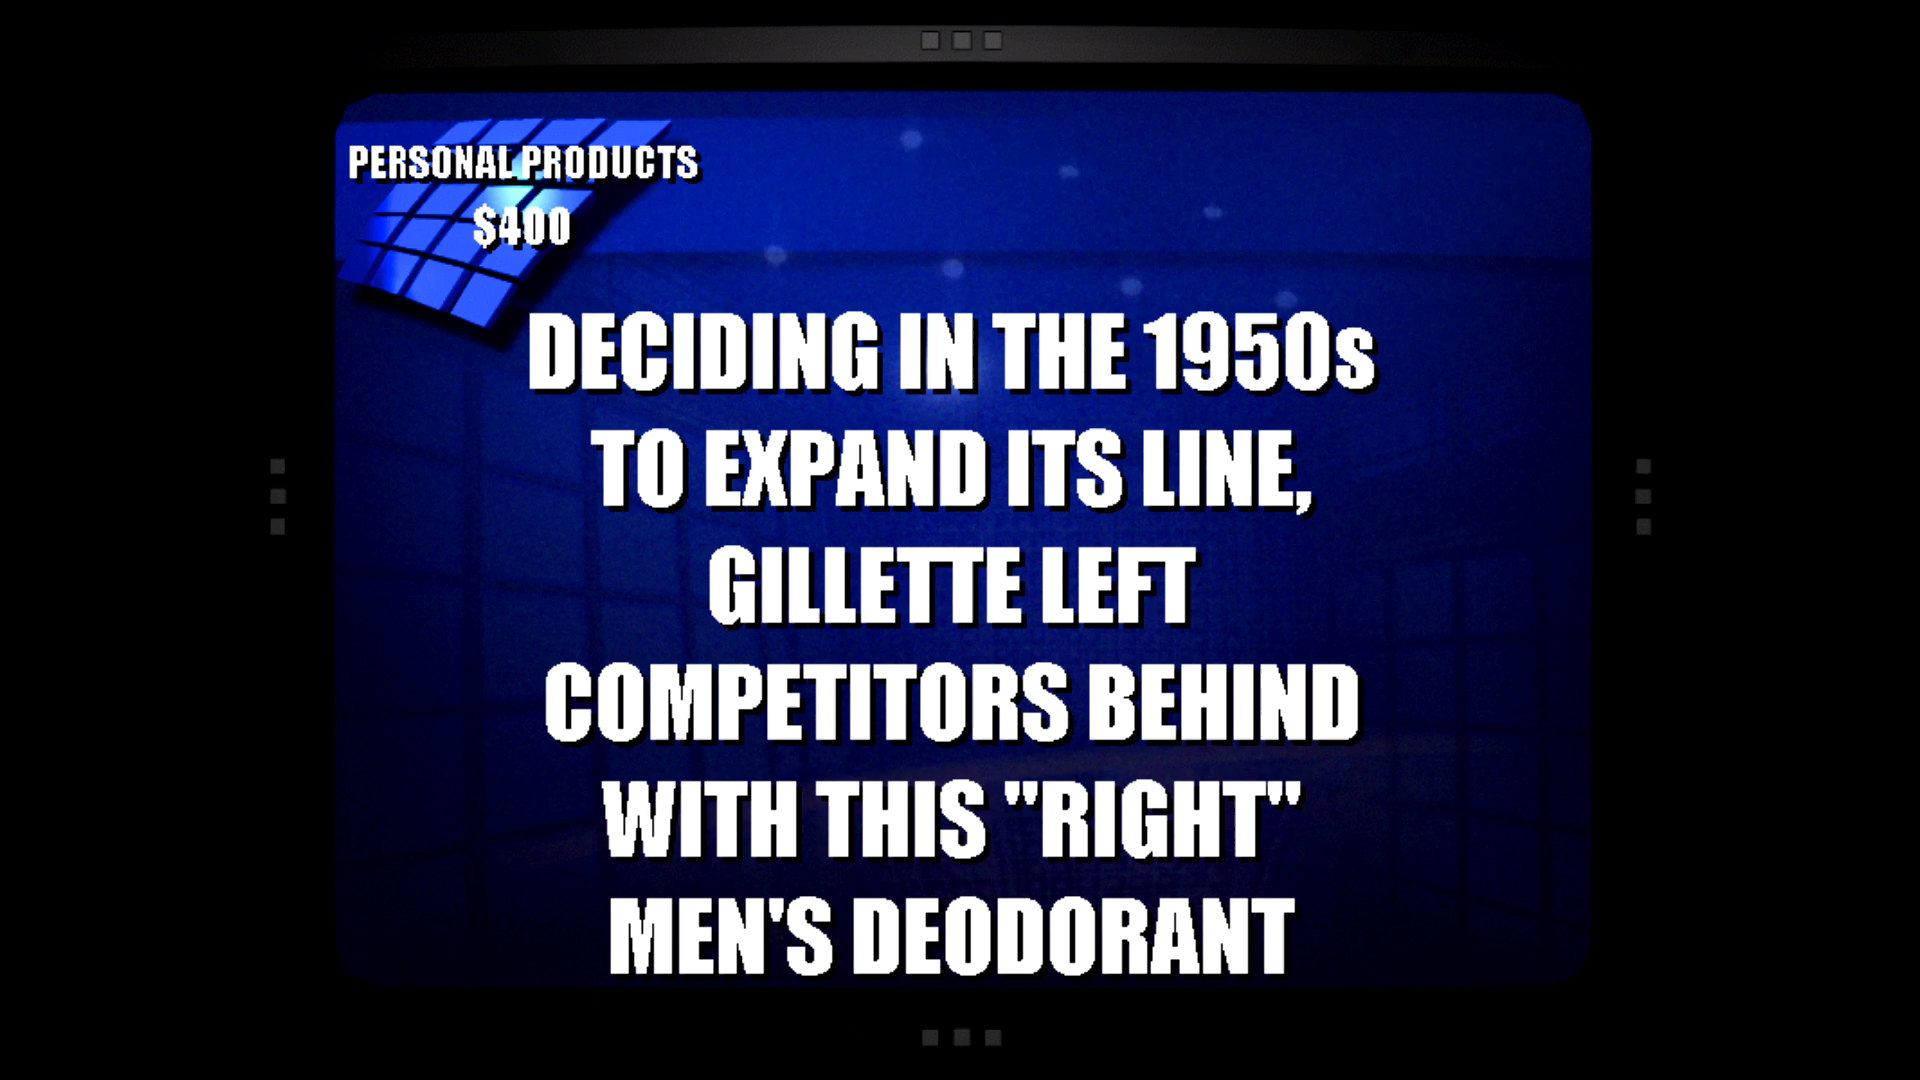 PERSONAL PRODUCTS
$400
DECIDING IN THE 1950s
TO EXPAND ITS LINE,
GILLETTE LEFT
COMPETITORS BEHIND
WITH THIS "RIGHT"
MEN'S DEODORANT